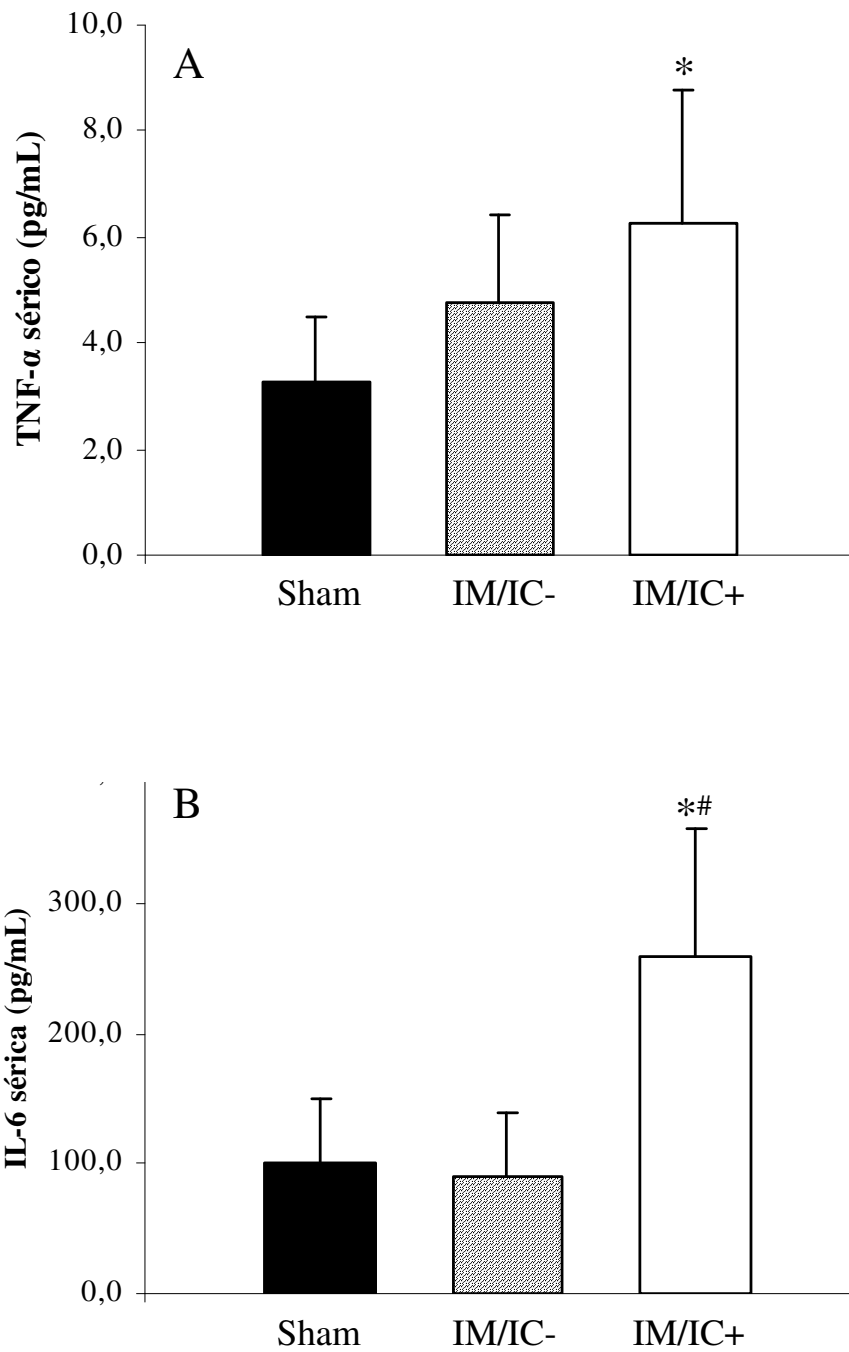 10,0
A
*
8,0
6,0
4,0
2,0
0,0
TNF-α sérico (pg/mL)
Sham IM/IC- IM/IC+
B
*#
300,0
200,0
100,0
0,0
IL-6 sérica (pg/mL)
Sham IM/IC- IM/IC+